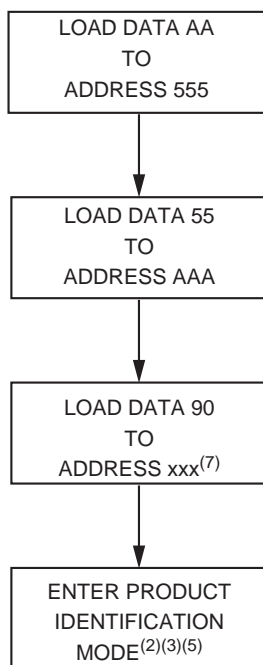 LOAD DATA AA
TO
ADDRESS 555
LOAD DATA 55
TO
ADDRESS AAA
LOAD DATA 90
TO
ADDRESS xxx(7)
ENTER PRODUCT
IDENTIFICATION
MODE(2)(3)(5)